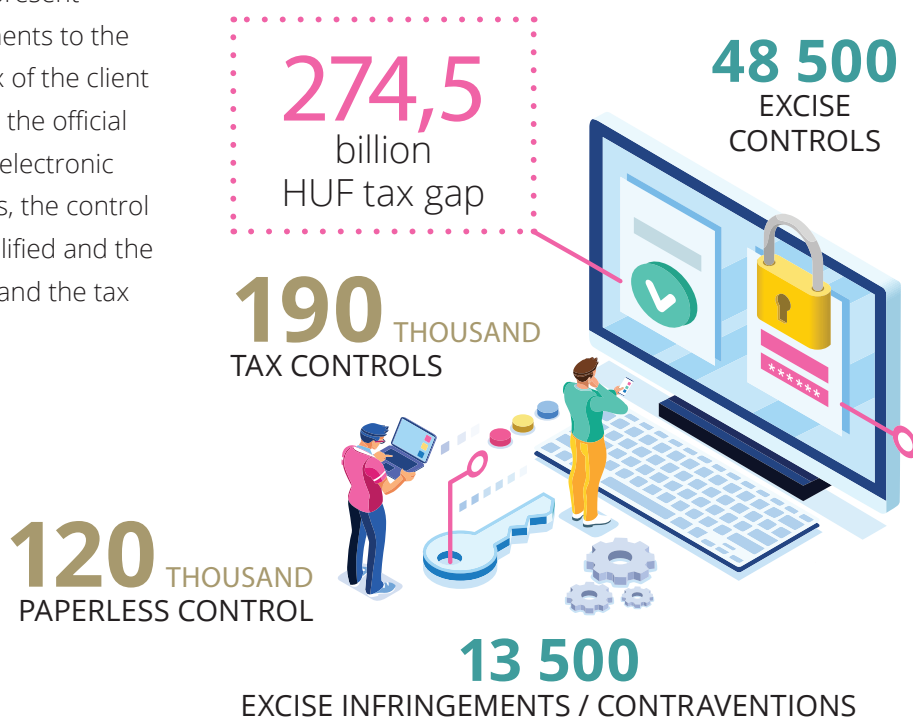 ments to the
x of the client
the official
electronic
s, the control
lified and the
and the tax
274,5
billion
HUF tax gap
48 500
EXCISE
CONTROLS
190 THOUSAND
TAX CONTROLS
******
120 THOUSAND
PAPERLESS CONTROL
13 500
EXCISE INFRINGEMENTS / CONTRAVENTIONS